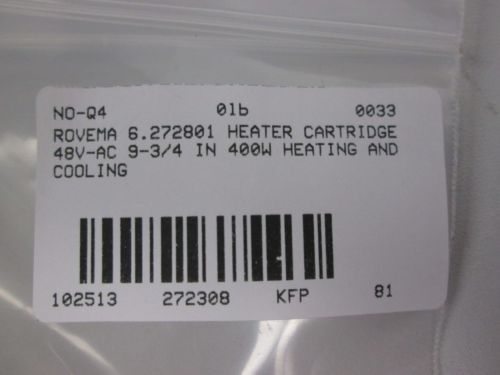 NO-Q4 01b 0033
ROVEMA 6.272801 HEATER CARTRIDGE
48V-AC 9-3/4 IN 400W HEATING AND
COOLING
102513 272308 KFP 81